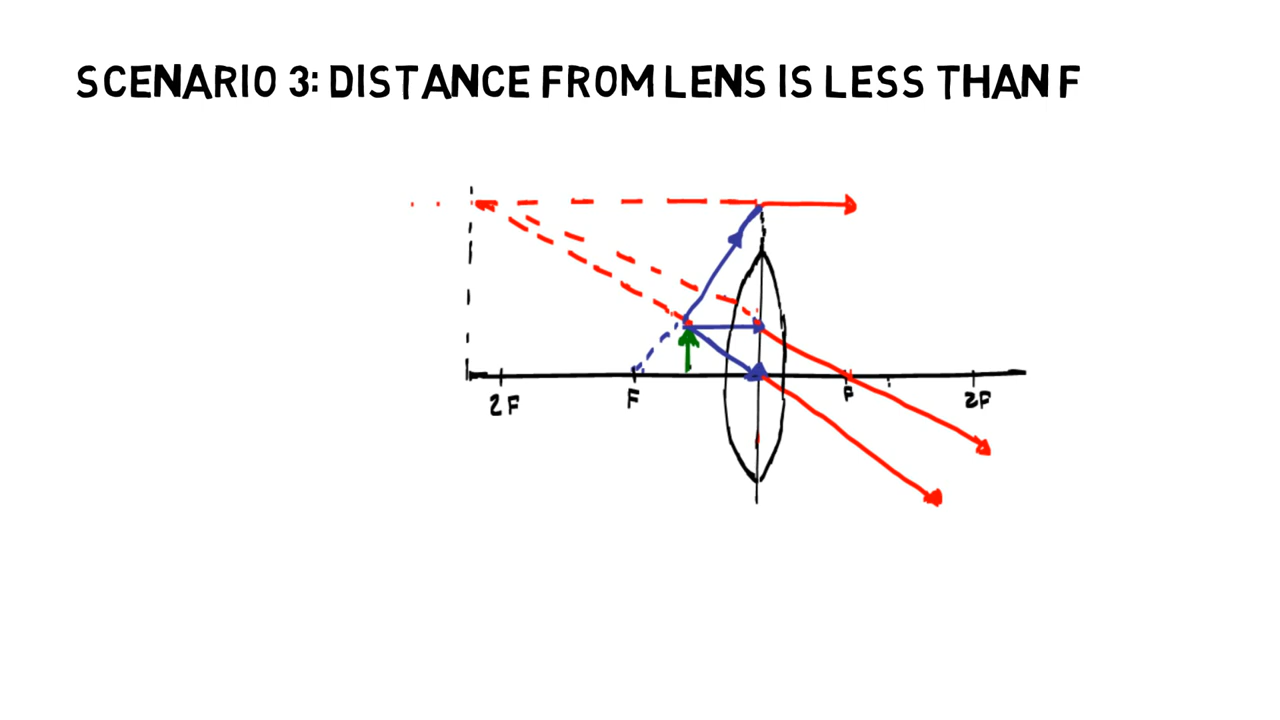 SCENARIO 3: DISTANCE FROM LENS IS LESS THAN F
2F F F 2F